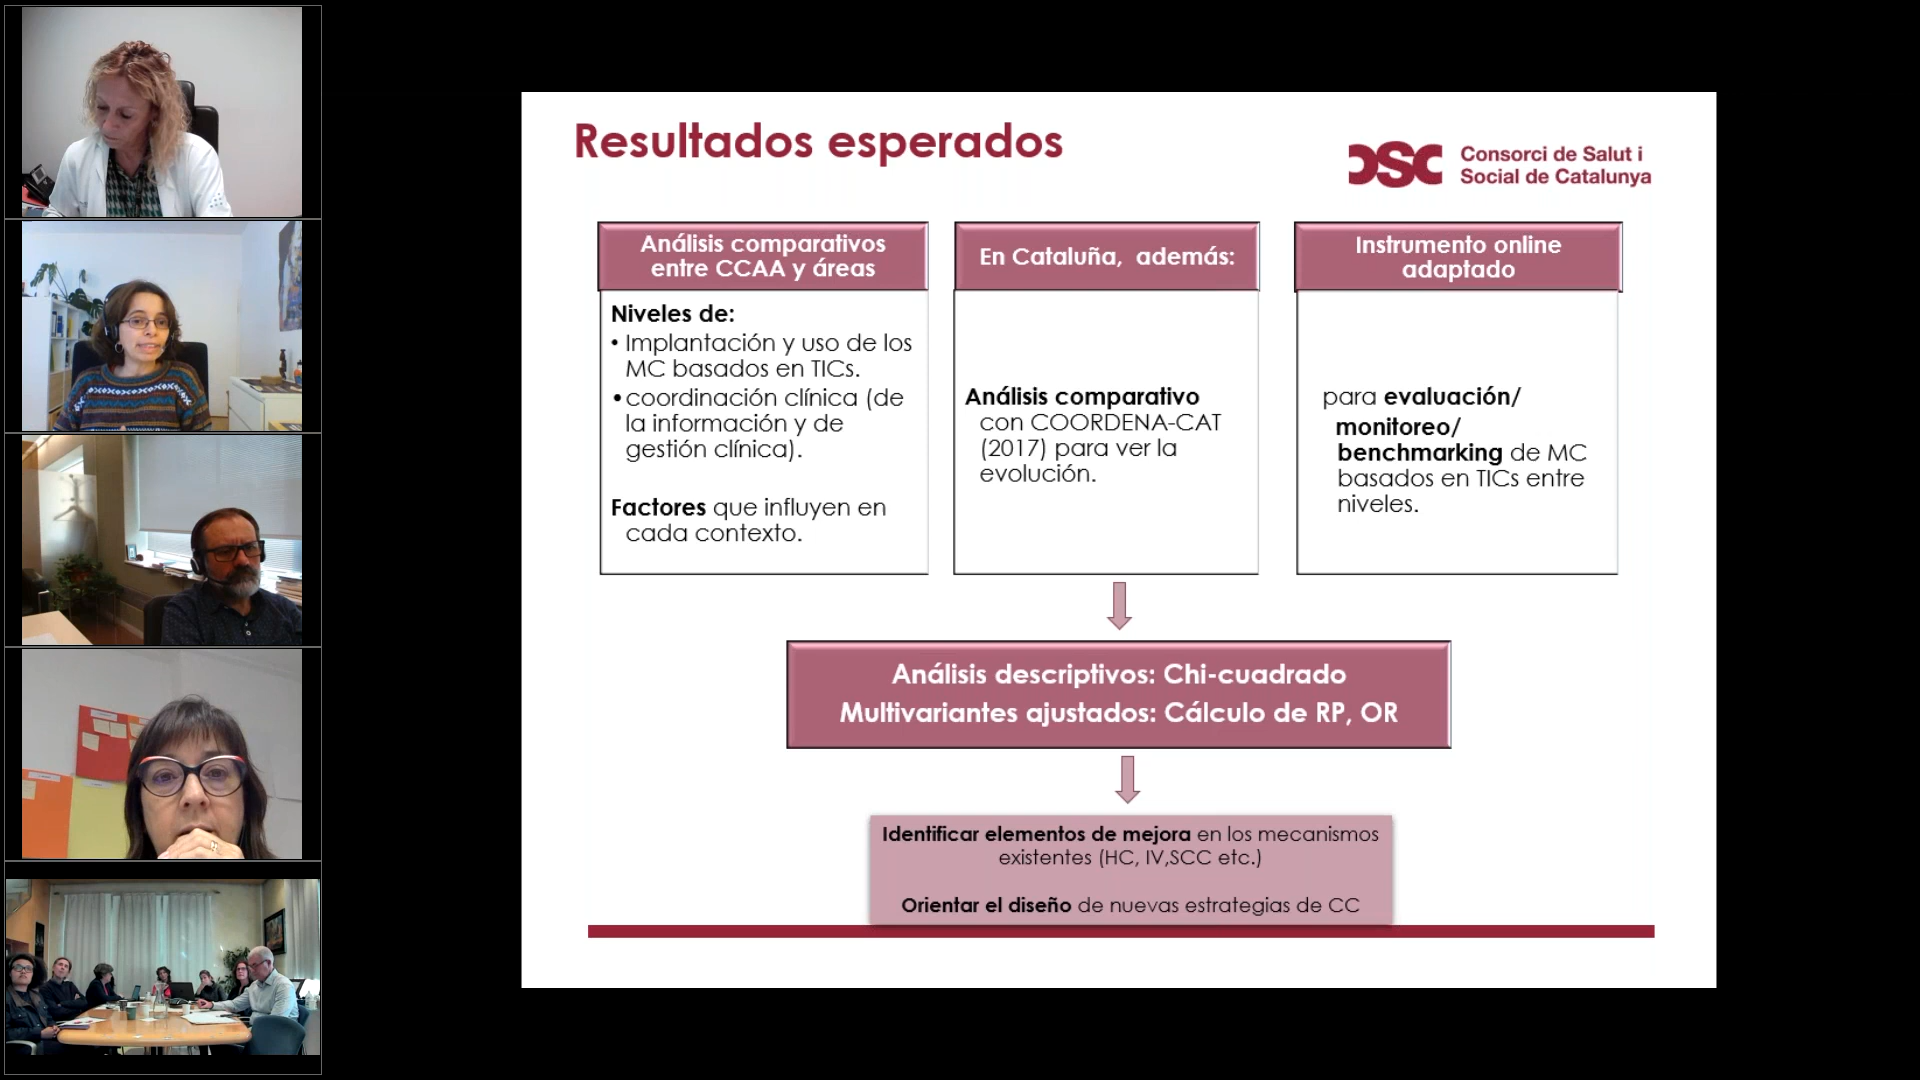 Resultados esperados
CSC
Consorci de Salut i
Social de Catalunya
Análisis comparativos
entre CCAA y áreas
Niveles de:
• Implantación y uso de los
MC basados en TICs.
•coordinación clínica (de
la información y de
gestión clínica).
Factores que influyen en
cada contexto.
En Cataluña, además:
Análisis comparativo
con COORDENA-CAT
(2017) para ver la
evolución.
Instrumento online
adaptado
para evaluación/
monitoreo/
benchmarking de MC
basados en TICs entre
niveles.
Análisis descriptivos: Chi-cuadrado
Multivariantes ajustados: Cálculo de RP, OR
Identificar elementos de mejora en los mecanismos
existentes (HC, IV,SCC etc.)
Orientar el diseño de nuevas estrategias de CC